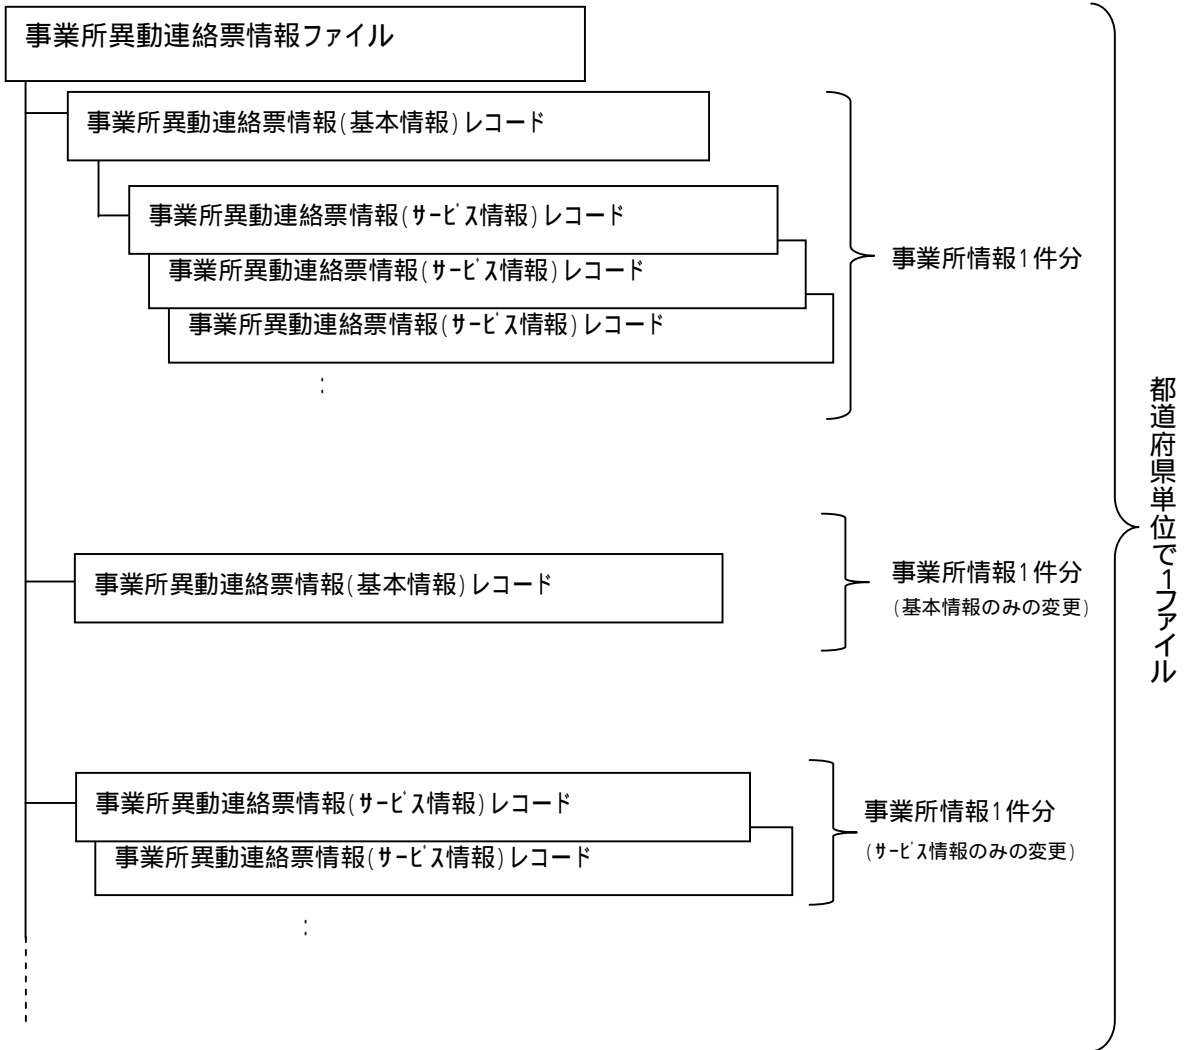 事業所異動連絡票情報ファイル
事業所異動連絡票情報(基本情報)レコード
事業所異動連絡票情報(ｻｰﾋﾞｽ情報)レコード
事業所異動連絡票情報(ｻｰﾋﾞｽ情報)レコード
事業所異動連絡票情報(ｻｰﾋﾞｽ情報)レコード
:
事業所情報1件分
事業所異動連絡票情報(基本情報)レコード
事業所情報1件分
(基本情報のみの変更)
事業所異動連絡票情報(ｻｰﾋﾞｽ情報)レコード
事業所異動連絡票情報(ｻｰﾋﾞｽ情報)レコード
:
事業所情報1件分
(ｻｰﾋﾞｽ情報のみの変更)
都道府県単位で1ファイル